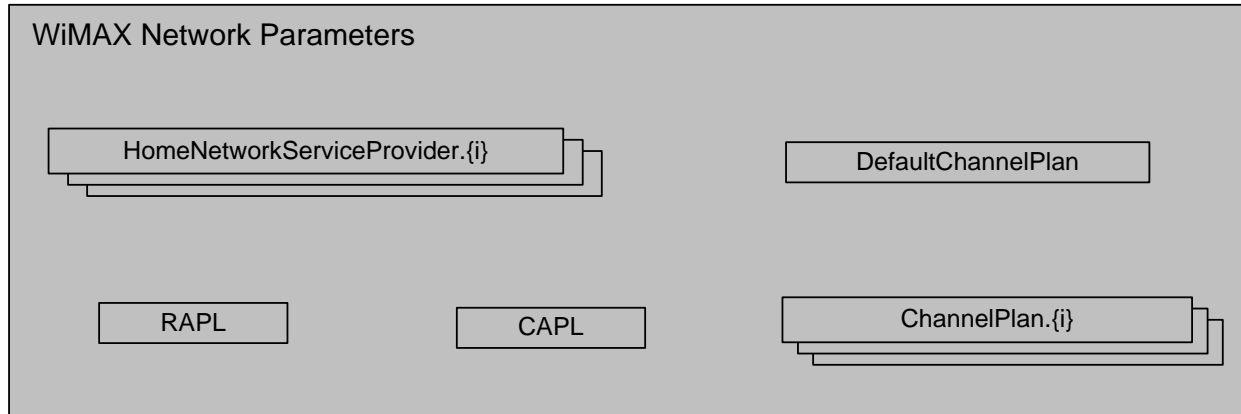 WiMAX Network Parameters
HomeNetworkServiceProvider.{i}
DefaultChannelPlan
RAPL
CAPL
ChannelPlan.{i}